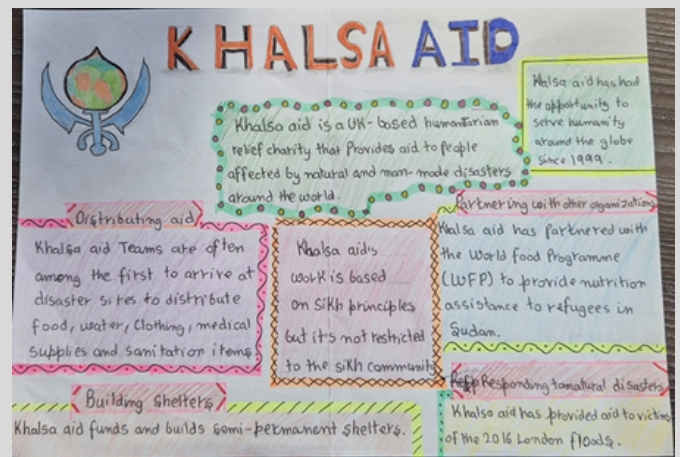 KHALSA AID
Khalsa aid is a UK-based humanitarian
relief charity that provides aid to people
affected by natural and man-made disasters
around the world.
Halsa aid has had
the opportunity to
serve humanity
around the globe
since 1999.
Distributing aid
Khalsa aid Teams are often
among the first to arrive at
disaster sites to distribute
food, water, clothing, medical
supplies and sanitation items.
Khalsa aid's
work is based
on Sikh principles
but it's not restricted
to the sikh community
Partnering with other organizations
Khalsa aid has partnered with
the World food Programme
(WFP) to provide nutrition
assistance to refugees in
Sudan.
Building shelters
Khalsa aid funds and builds semi-permanent shelters.
Responding to natural disasters
Khalsa aid has provided aid to victims
of the 2016 London floods.